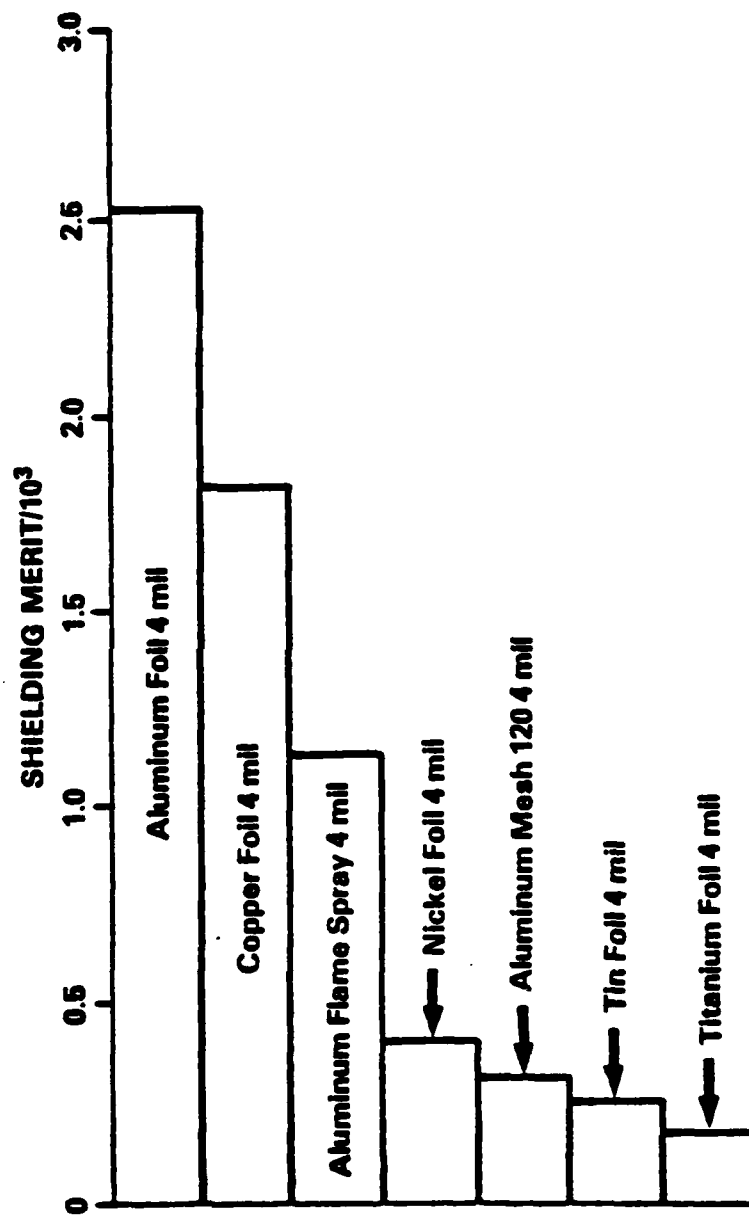 SHIELDING MERIT/10³
0 0.5 1.0 1.5 2.0 2.5 3.0
Aluminum Foil 4 mil
Copper Foil 4 mil
Aluminum Flame Spray 4 mil
Nickel Foil 4 mil
Aluminum Mesh 120 4 mil
Tin Foil 4 mil
Titanium Foil 4 mil